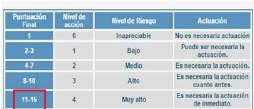 Puntuación Final | Nivel de acción | Nivel de Riesgo | Actuación
1 | 0 | Inapreciable | No es necesaria actuación
2-3 | 1 | Bajo | Puede ser necesaria la actuación.
4-7 | 2 | Medio | Es necesaria la actuación.
8-10 | 3 | Alto | Es necesaria la actuación cuanto antes.
11-15 | 4 | Muy alto | Es necesaria la actuación de inmediato.